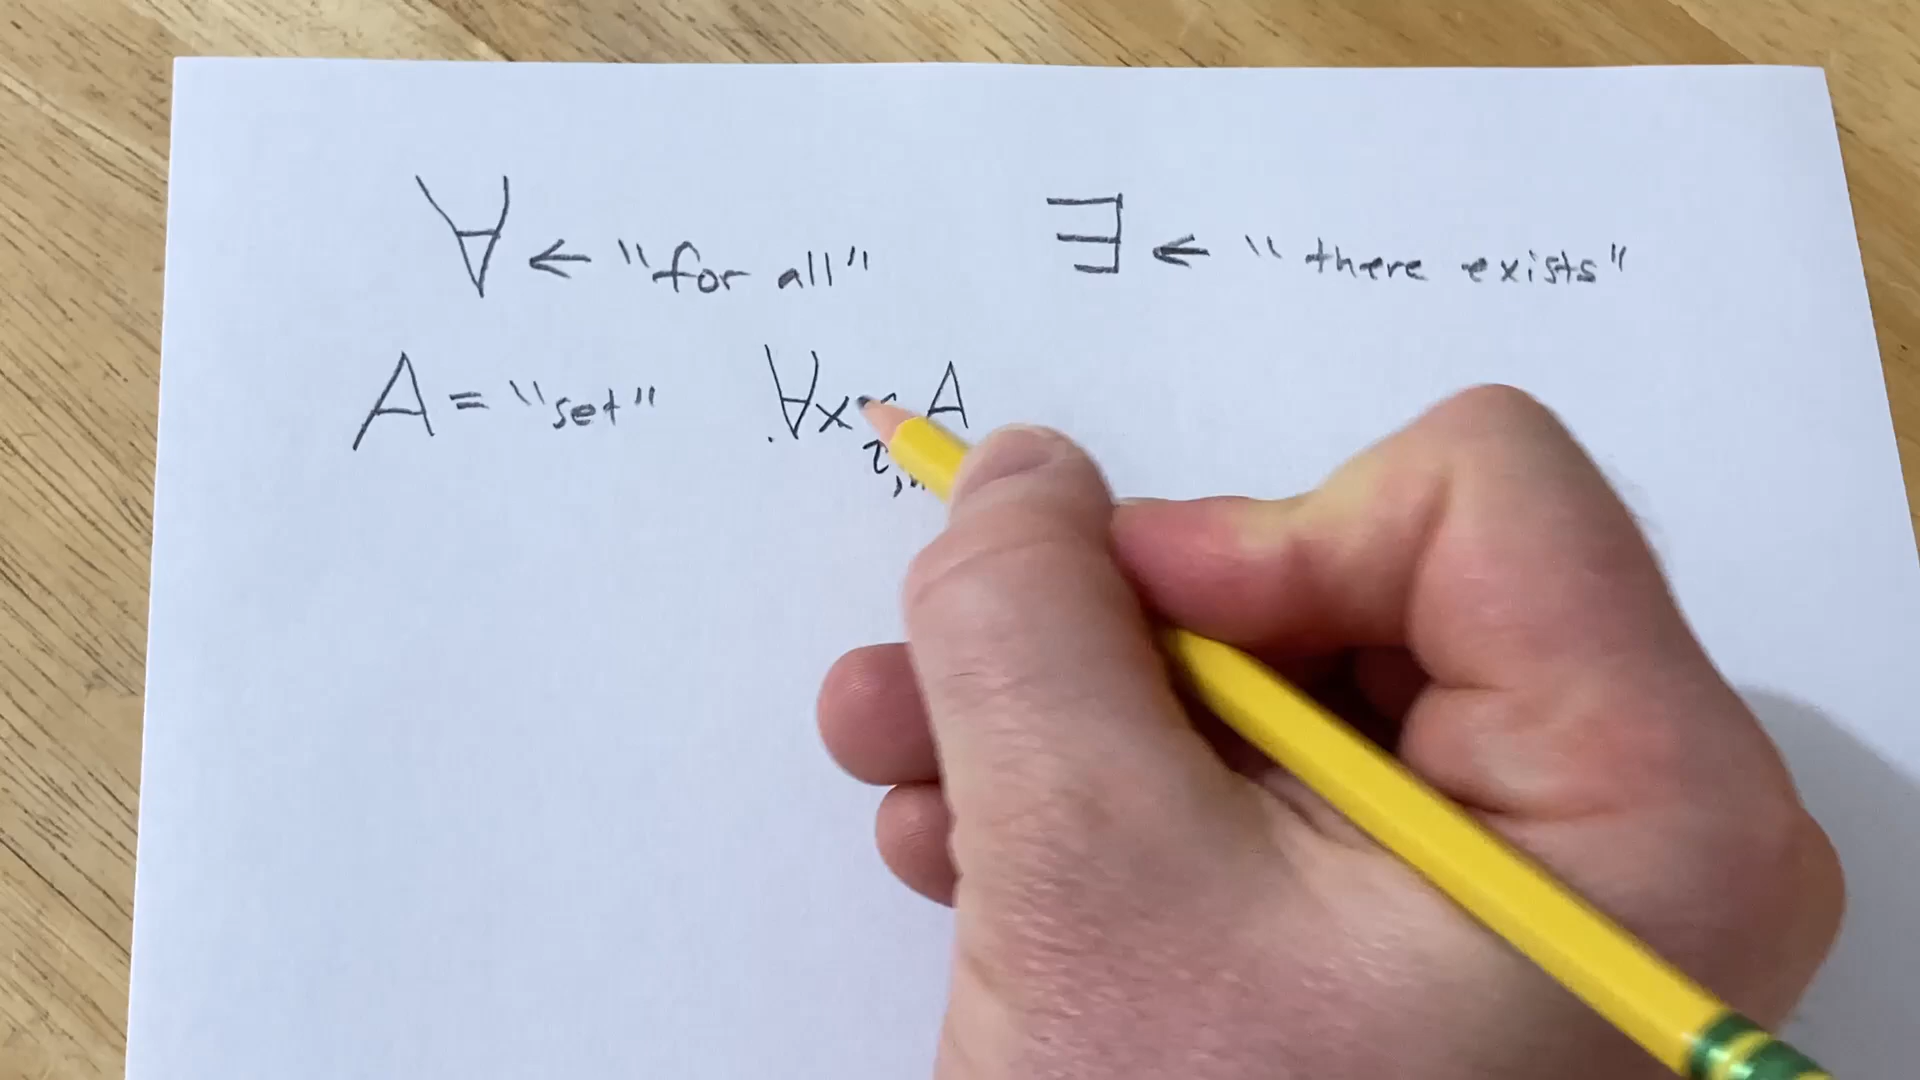 ∀ ← "for all" ∃ ← "there exists"
A = "set" ∀x A